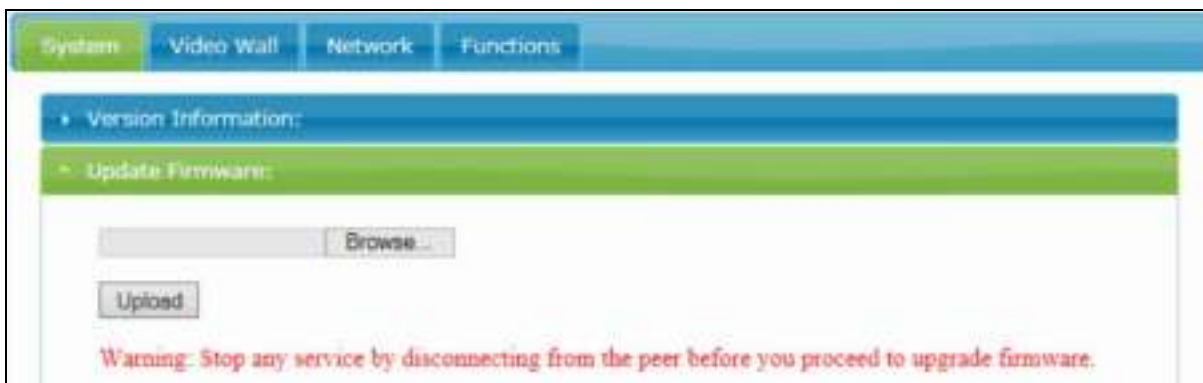 System Video Wall Network Functions
Version Information:
Update Firmware:
Browse...
Upload
Warning: Stop any service by disconnecting from the peer before you proceed to upgrade firmware.